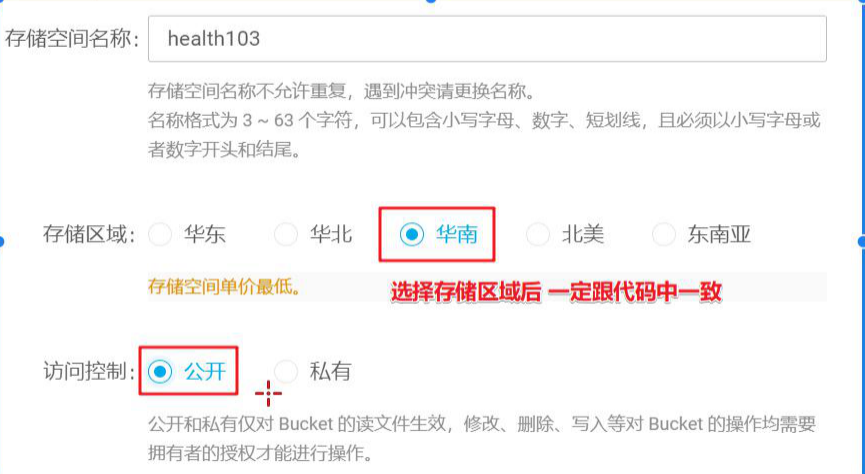 存储空间名称: health103
存储空间名称不允许重复，遇到冲突请更换名称。
名称格式为 3 ~ 63 个字符，可以包含小写字母、数字、短划线，且必须以小写字母或
者数字开头和结尾。
存储区域: 华东 华北 华南 北美 东南亚
存储空间单价最低。
选择存储区域后 一定跟代码中一致
访问控制: 公开 私有
公开和私有仅对 Bucket 的读文件生效，修改、删除、写入等对 Bucket 的操作均需要
拥有者的授权才能进行操作。